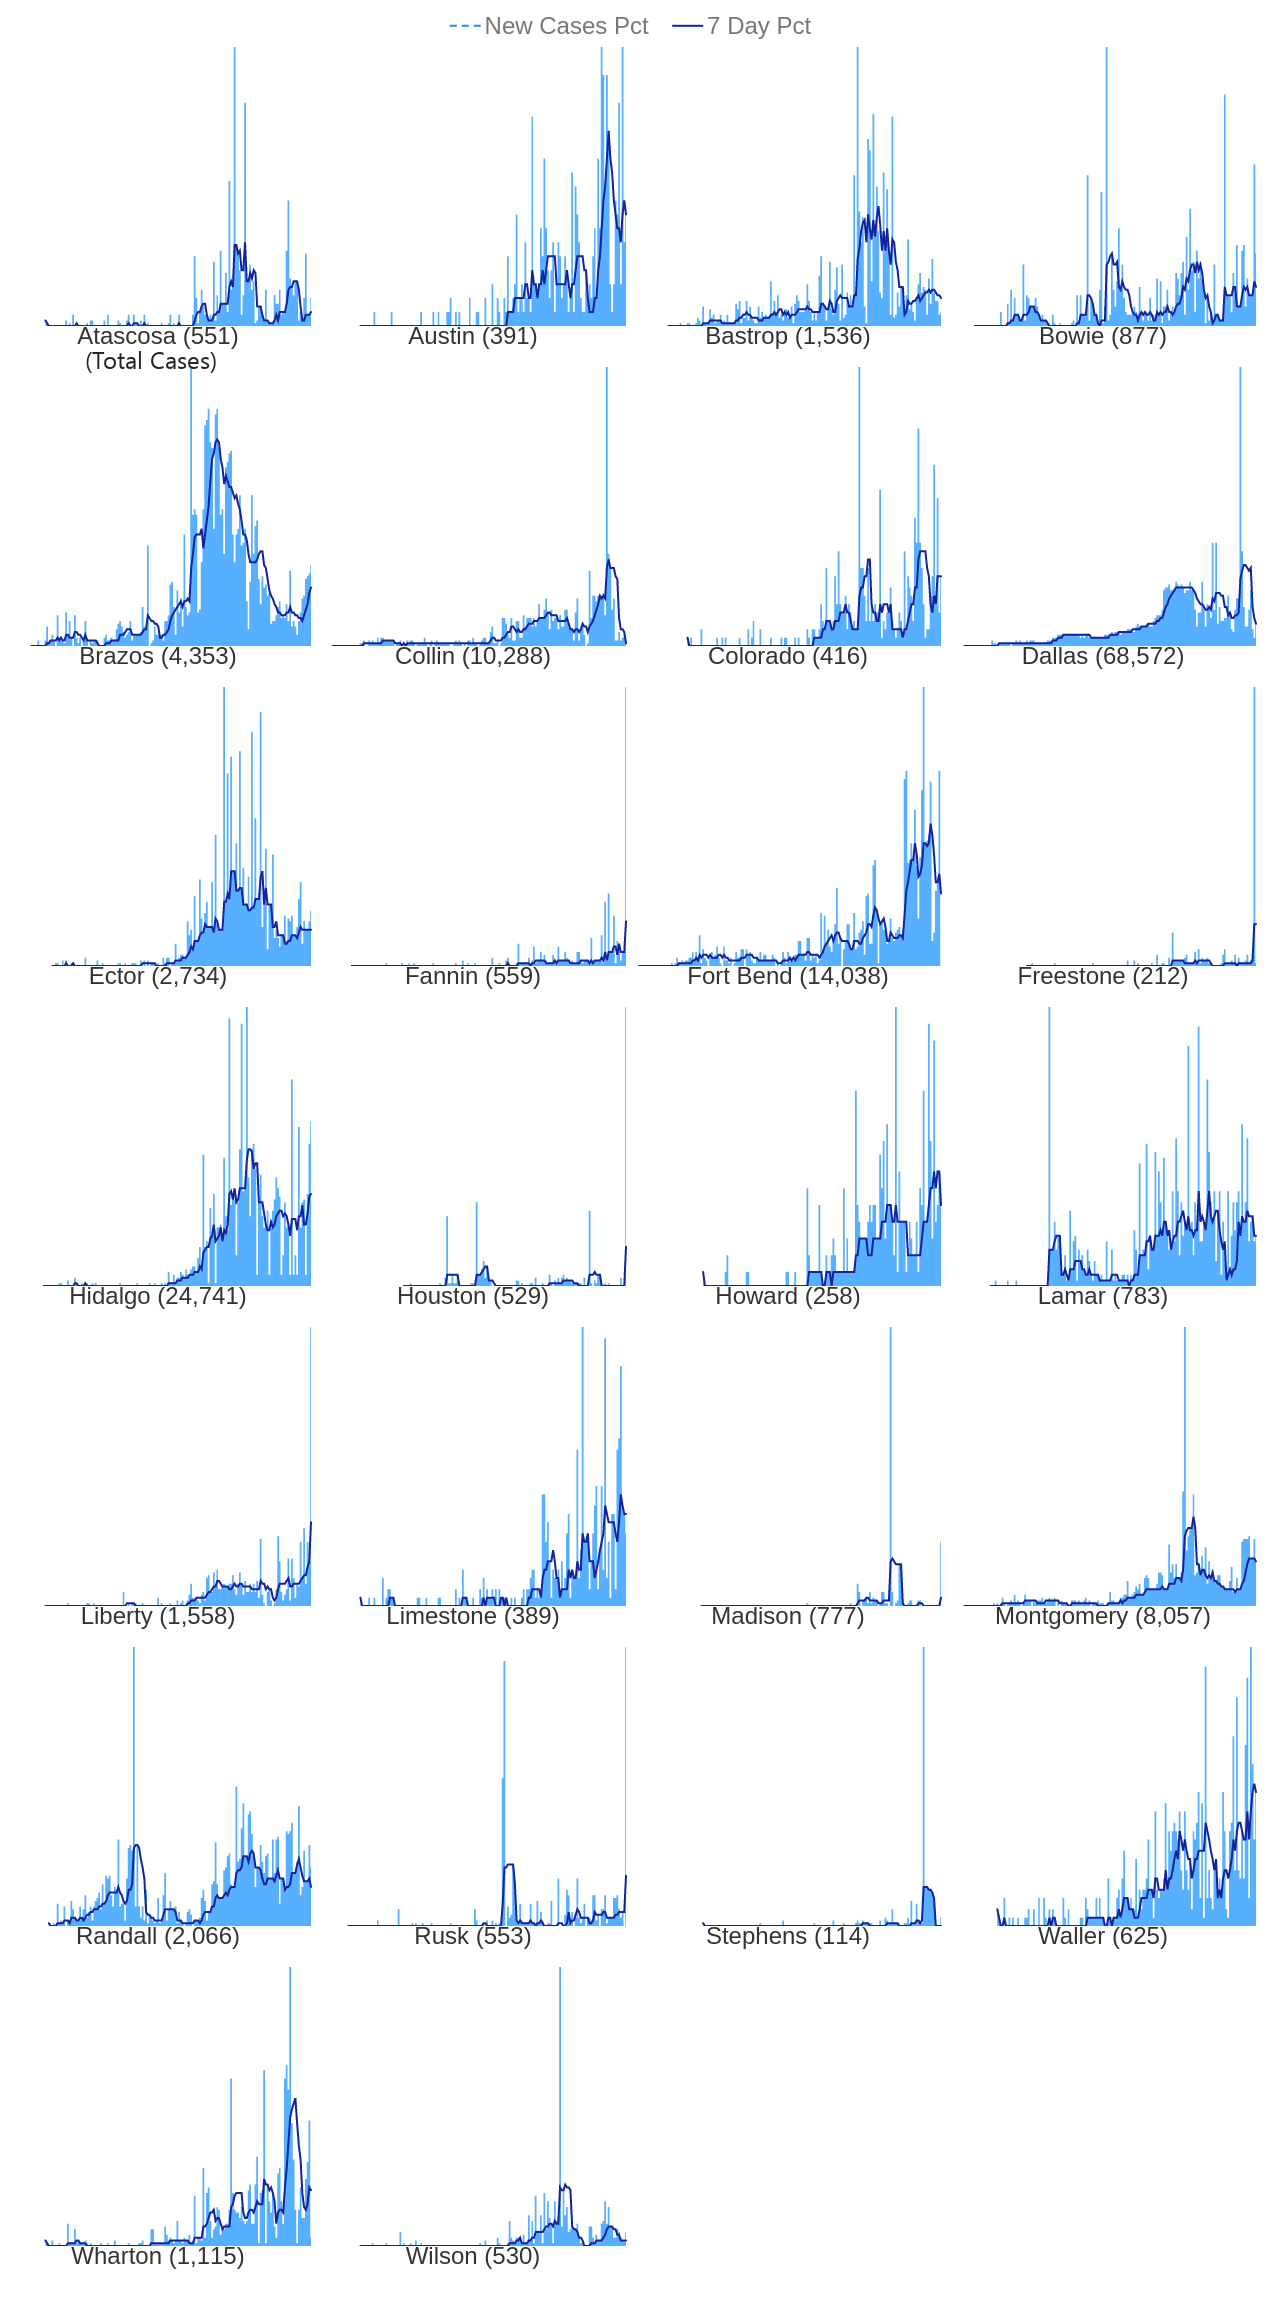 New Cases Pct 7 Day Pct
Atascosa (551) Austin (391) Bastrop (1,536) Bowie (877)
(Total Cases)
Brazos (4,353) Collin (10,288) Colorado (416) Dallas (68,572)
Ector (2,734) Fannin (559) Fort Bend (14,038) Freestone (212)
Hidalgo (24,741) Houston (529) Howard (258) Lamar (783)
Liberty (1,558) Limestone (389) Madison (777) Montgomery (8,057)
Randall (2,066) Rusk (553) Stephens (114) Waller (625)
Wharton (1,115) Wilson (530)